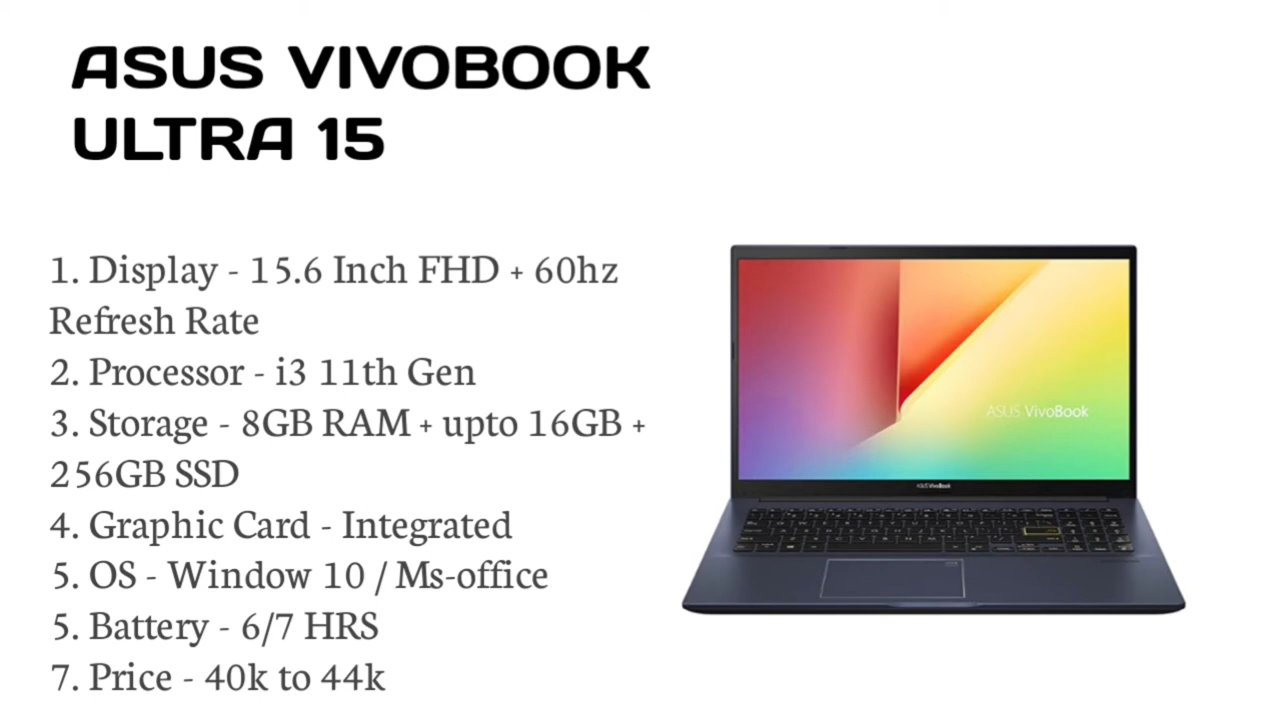 ASUS VIVOBOOK
ULTRA 15
1. Display - 15.6 Inch FHD + 60hz
Refresh Rate
2. Processor - i3 11th Gen
3. Storage - 8GB RAM + upto 16GB +
256GB SSD
4. Graphic Card - Integrated
5. OS - Window 10 / Ms-office
5. Battery - 6/7 HRS
7. Price - 40k to 44k
ASUS VivoBook
ASUS VivoBook